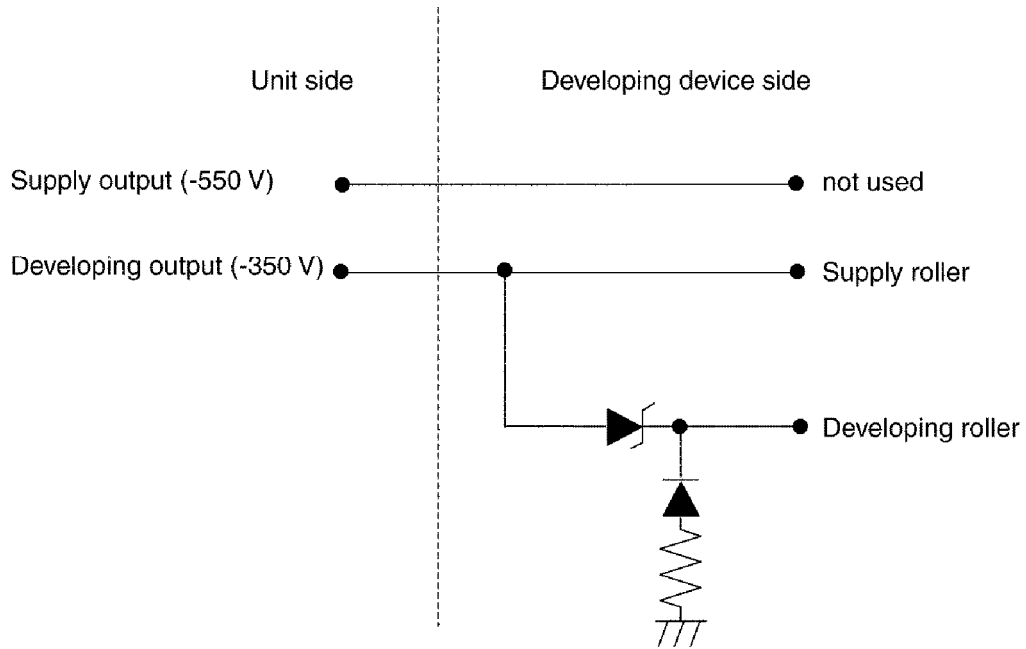 Unit side
Developing device side
Supply output (-550 V)
not used
Developing output (-350 V)
Supply roller
Developing roller